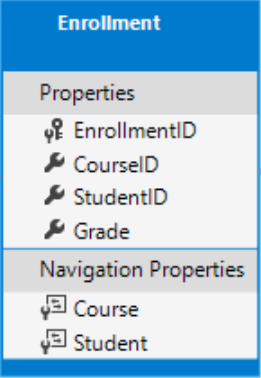 Enrollment
Properties
EnrollmentID
CourseID
StudentID
Grade
Navigation Properties
Course
Student